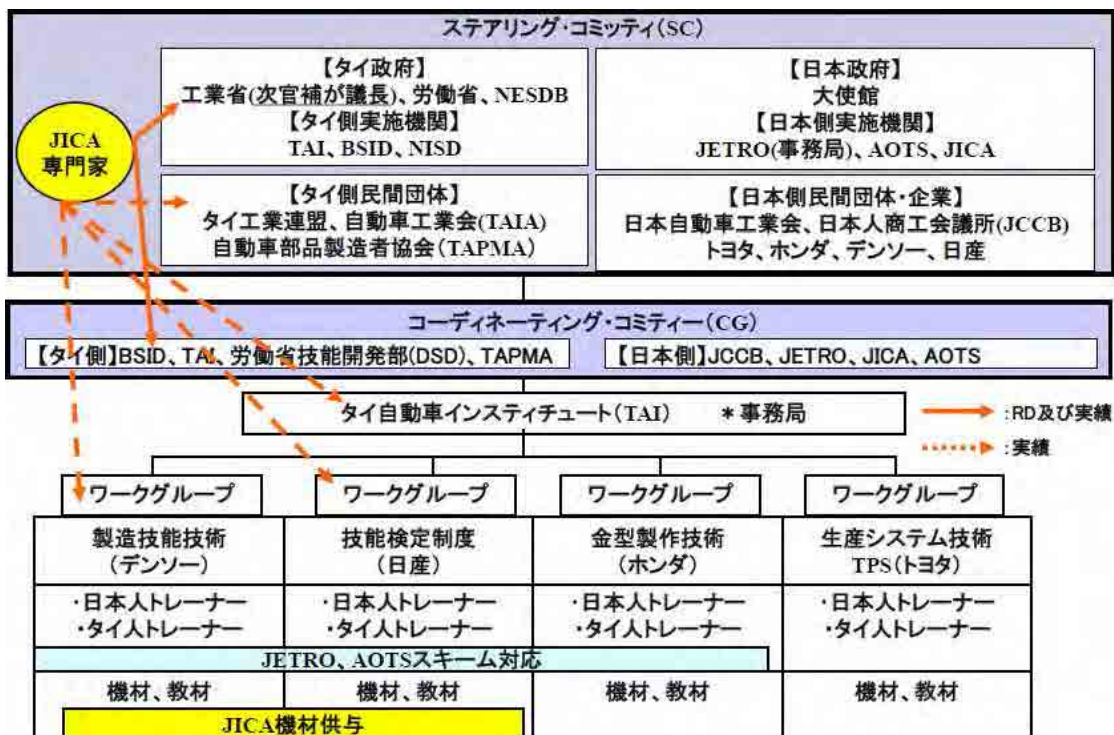 ステアリング・コミッティ(SC)
JICA
専門家
【タイ政府】
工業省(次官補が議長)、労働省、NESDB
【タイ側実施機関】
TAI、BSID、NISD
【日本政府】
大使館
【日本側実施機関】
JETRO(事務局)、AOTS、JICA
【タイ側民間団体】
タイ工業連盟、自動車工業会(TAIA)
自動車部品製造者協会(TAPMA)
【日本側民間団体・企業】
日本自動車工業会、日本人商工会議所(JCCB)
トヨタ、ホンダ、デンソー、日産
コーディネーティング・コミティー(CG)
【タイ側】BSID、TAI、労働省技能開発部(DSD)、TAPMA
【日本側】JCCB、JETRO、JICA、AOTS
タイ自動車インスティチュート(TAI) *事務局
:RD及び実績
:実績
ワークグループ
ワークグループ
ワークグループ
ワークグループ
製造技能技術
(デンソー)
技能検定制度
(日産)
金型製作技術
(ホンダ)
生産システム技術
TPS(トヨタ)
・日本人トレーナー
・タイ人トレーナー
・日本人トレーナー
・タイ人トレーナー
・日本人トレーナー
・タイ人トレーナー
・日本人トレーナー
・タイ人トレーナー
JETRO、AOTSスキーム対応
機材、教材
機材、教材
機材、教材
機材、教材
JICA機材供与